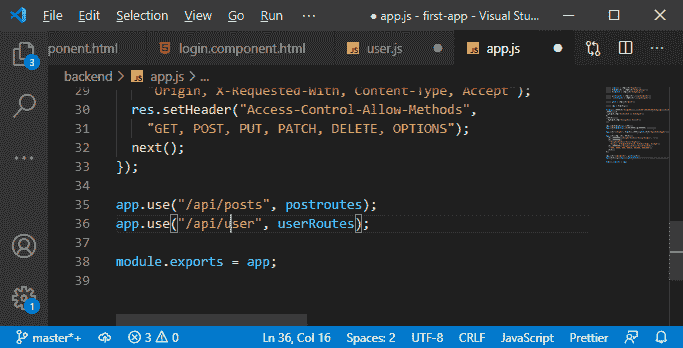 File Edit Selection View Go Run ··· app.js - first-app - Visual Stu...
ponent.html login.component.html JS user.js JS app.js ···
backend > JS app.js > ...
29 "Origin, X-Requested-With, Content-Type, Accept");
30 res.setHeader("Access-Control-Allow-Methods",
31 "GET, POST, PUT, PATCH, DELETE, OPTIONS");
32 next();
33 });
34
35 app.use("/api/posts", postroutes);
36 app.use("/api/user", userRoutes);
37
38 module.exports = app;
39
3
1
master*+ 3 0 Ln 36, Col 16 Spaces: 2 UTF-8 CRLF JavaScript Prettier